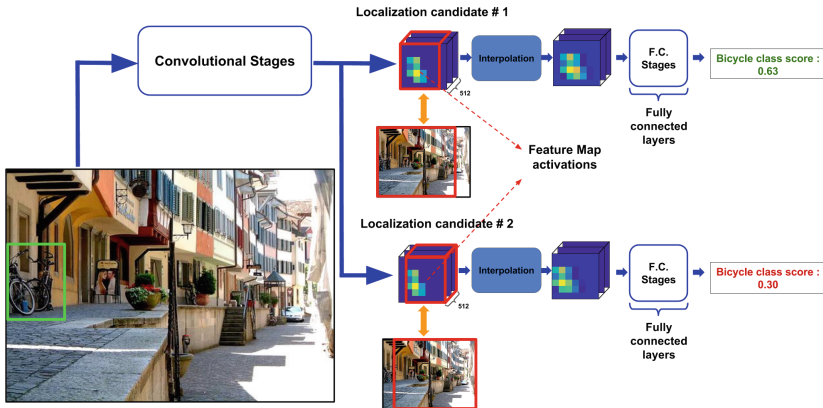 Localization candidate # 1
Convolutional Stages
Interpolation
F.C.
Stages
Bicycle class score :
0.63
512
Fully
connected
layers
Feature Map
activations
Localization candidate # 2
Interpolation
F.C.
Stages
Bicycle class score :
0.30
512
Fully
connected
layers